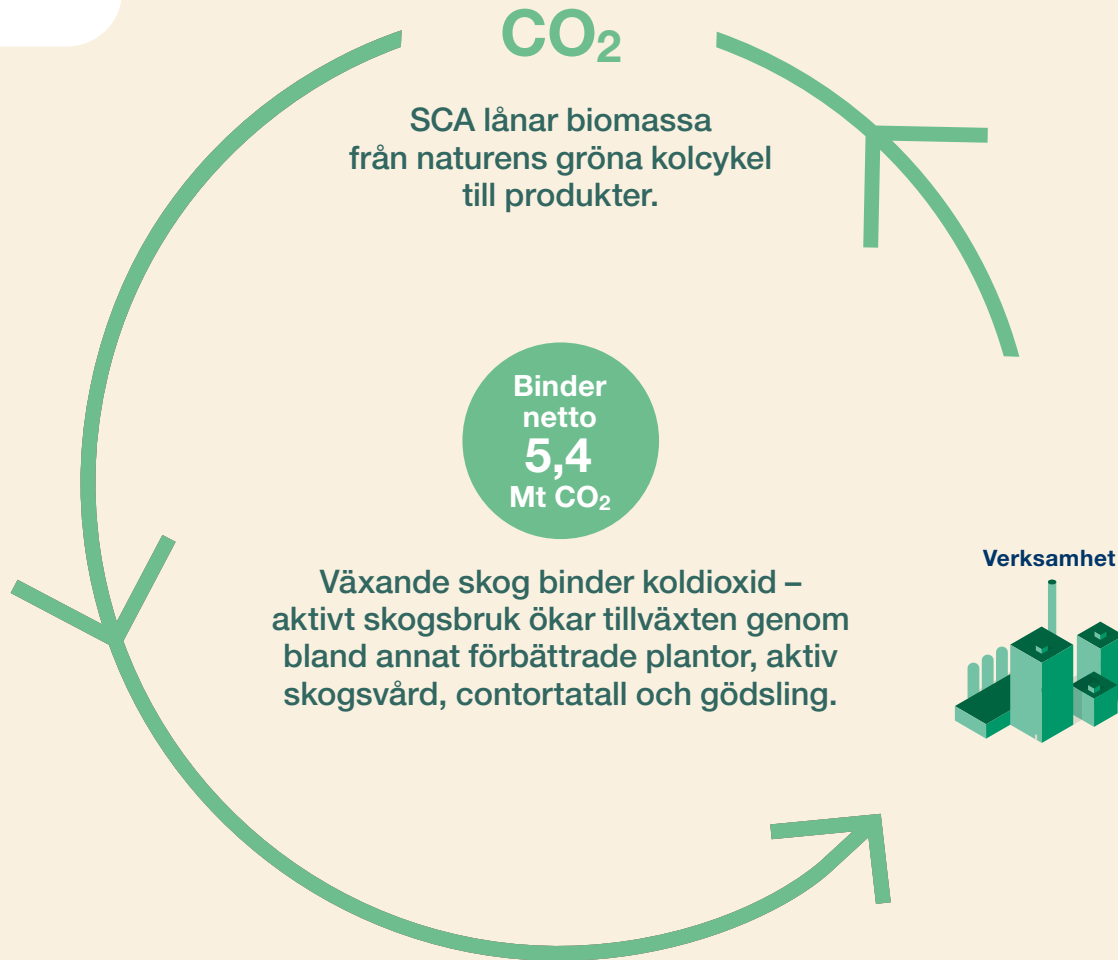 CO₂
SCA lånar biomassa
från naturens gröna kolcykel
till produkter.
Binder
netto
5,4
Mt CO₂
Växande skog binder koldioxid –
aktivt skogsbruk ökar tillväxten genom
bland annat förbättrade plantor, aktiv
skogsvård, contortatall och gödsling.
Verksamhet